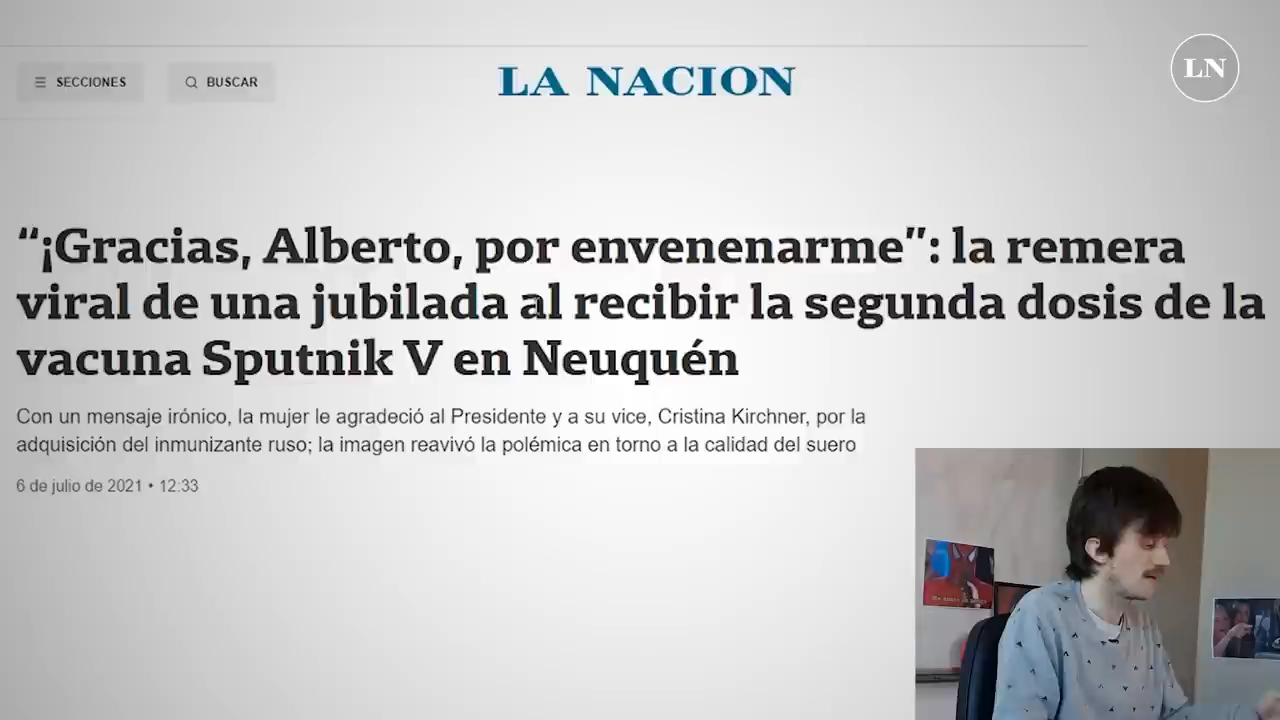 SECCIONES
BUSCAR
LA NACION
LN
“¡Gracias, Alberto, por envenenarme”: la remera
viral de una jubilada al recibir la segunda dosis de la
vacuna Sputnik V en Neuquén
Con un mensaje irónico, la mujer le agradeció al Presidente y a su vice, Cristina Kirchner, por la
adquisición del inmunizante ruso; la imagen reavivó la polémica en torno a la calidad del suero
6 de julio de 2021 • 12:33